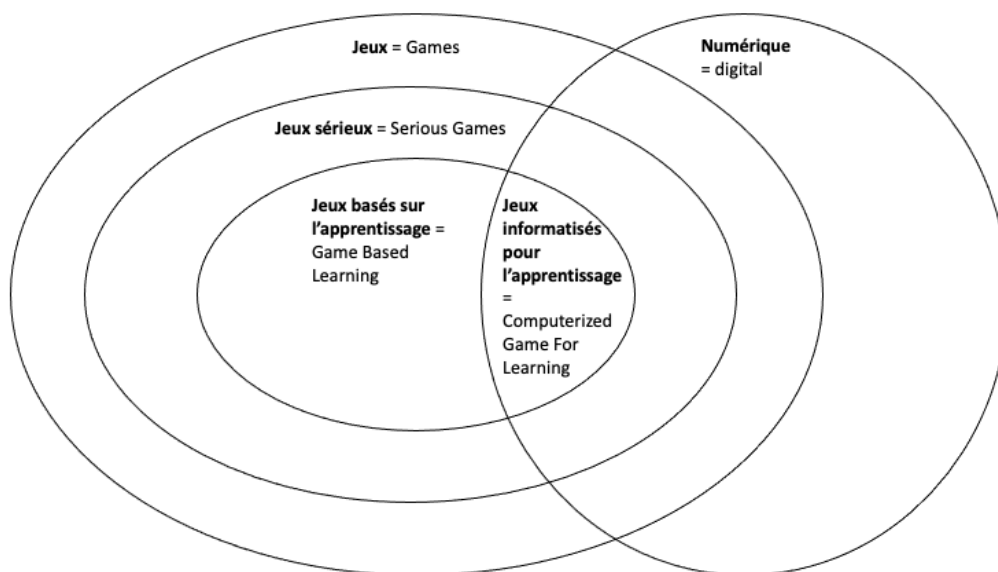 Jeux = Games
Numérique
= digital
Jeux sérieux = Serious Games
Jeux basés sur
l’apprentissage =
Game Based
Learning
Jeux
informatisés
pour
l’apprentissage
=
Computerized
Game For
Learning